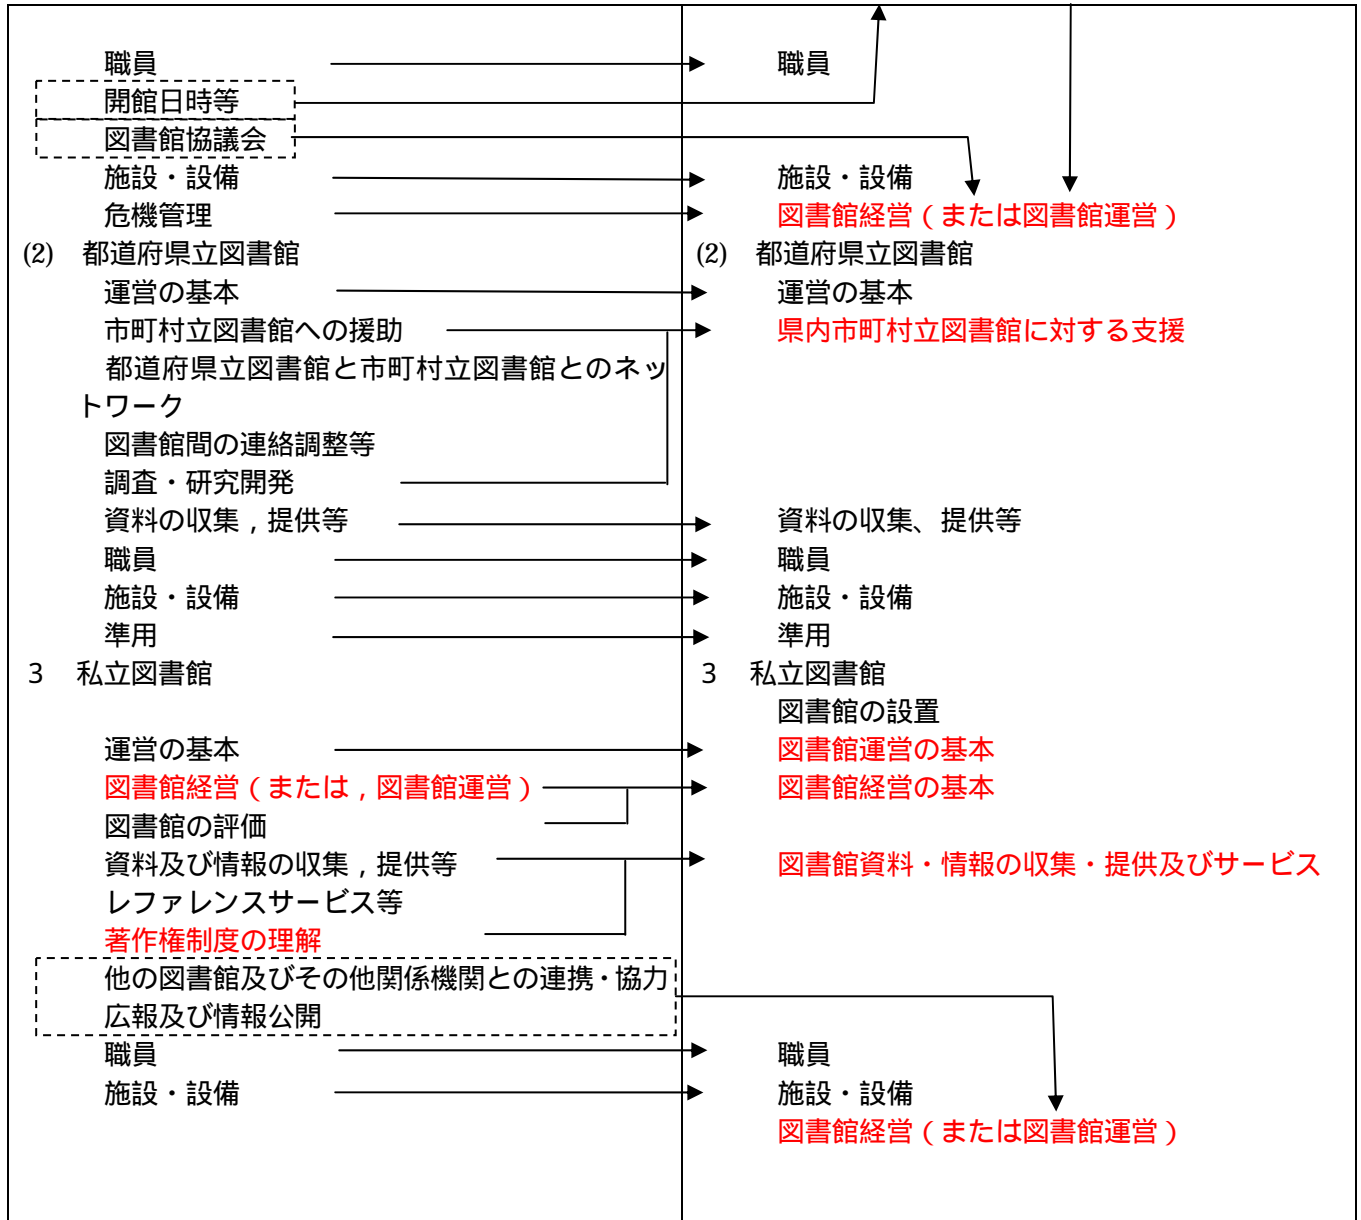 職員
開館日時等
図書館協議会
施設・設備
危機管理
(2) 都道府県立図書館
運営の基本
市町村立図書館への援助
都道府県立図書館と市町村立図書館とのネッ
トワーク
図書館間の連絡調整等
調査・研究開発
資料の収集，提供等
職員
施設・設備
準用
3 私立図書館
運営の基本
図書館経営（または，図書館運営）
図書館の評価
資料及び情報の収集，提供等
レファレンスサービス等
著作権制度の理解
他の図書館及びその他関係機関との連携・協力
広報及び情報公開
職員
施設・設備
職員
施設・設備
図書館経営（または図書館運営）
(2) 都道府県立図書館
運営の基本
県内市町村立図書館に対する支援
資料の収集、提供等
職員
施設・設備
準用
3 私立図書館
図書館の設置
図書館運営の基本
図書館経営の基本
図書館資料・情報の収集・提供及びサービス
職員
施設・設備
図書館経営（または図書館運営）